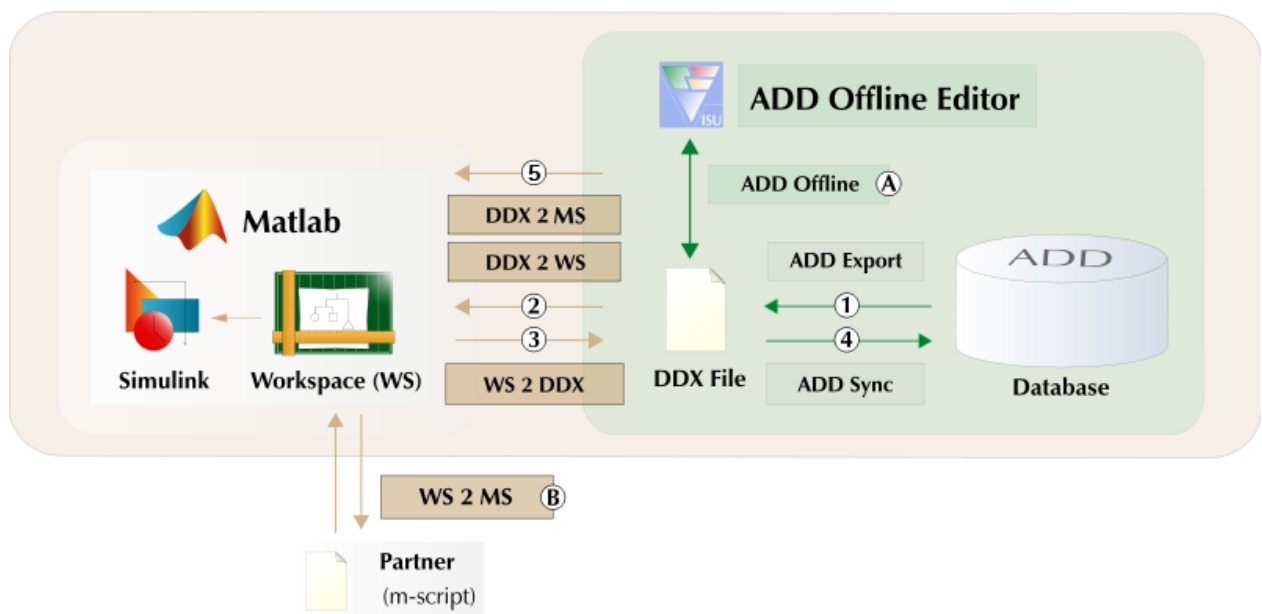 ISU
ADD Offline Editor
5
ADD Offline A
DDX 2 MS
Matlab
DDX 2 WS
ADD Export
ADD
2
1
3
4
Simulink
Workspace (WS)
WS 2 DDX
DDX File
ADD Sync
Database
WS 2 MS B
Partner
(m-script)